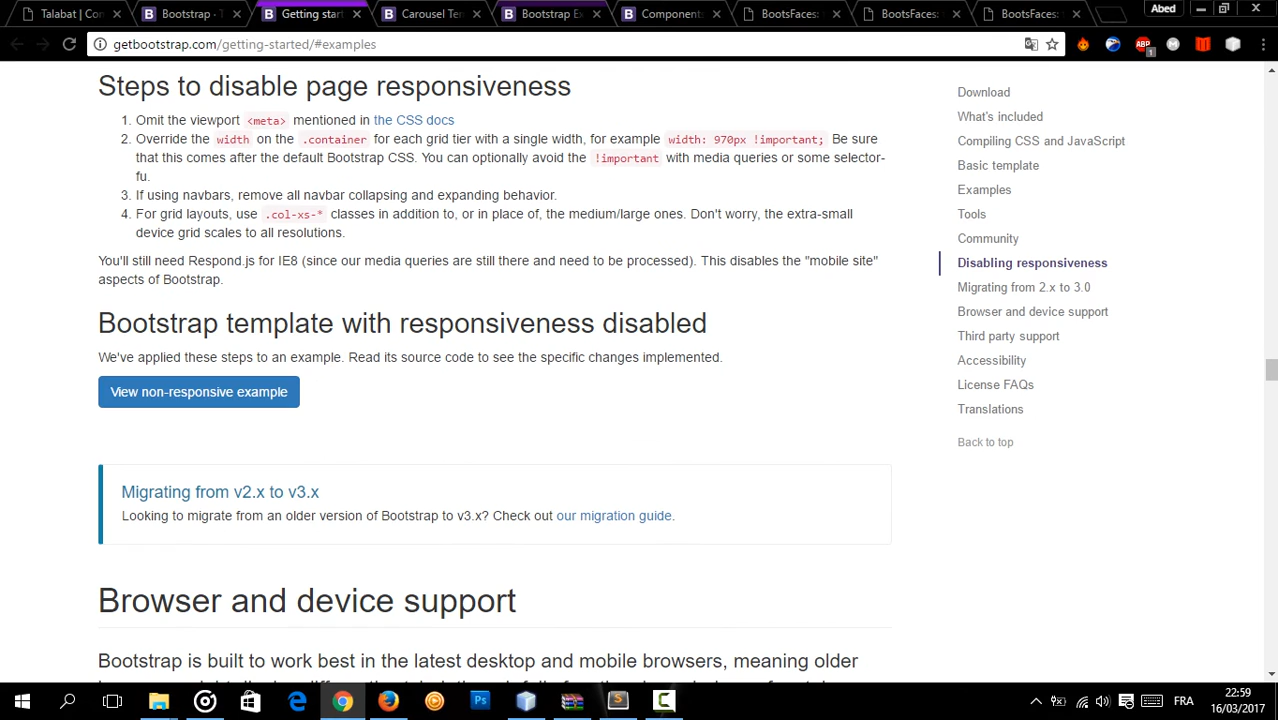 Talabat | Con
Bootstrap · T
Getting start
Carousel Tem
Bootstrap Ex
Components
BootsFaces:
BootsFaces:
BootsFaces:
Abed
getbootstrap.com/getting-started/#examples
ABP
1
M
Steps to disable page responsiveness
1. Omit the viewport <meta> mentioned in the CSS docs
2. Override the width on the .container for each grid tier with a single width, for example width: 970px !important; Be sure
that this comes after the default Bootstrap CSS. You can optionally avoid the !important with media queries or some selector-
fu.
3. If using navbars, remove all navbar collapsing and expanding behavior.
4. For grid layouts, use .col-xs-* classes in addition to, or in place of, the medium/large ones. Don't worry, the extra-small
device grid scales to all resolutions.
You'll still need Respond.js for IE8 (since our media queries are still there and need to be processed). This disables the "mobile site"
aspects of Bootstrap.
Bootstrap template with responsiveness disabled
We've applied these steps to an example. Read its source code to see the specific changes implemented.
View non-responsive example
Migrating from v2.x to v3.x
Looking to migrate from an older version of Bootstrap to v3.x? Check out our migration guide.
Browser and device support
Bootstrap is built to work best in the latest desktop and mobile browsers, meaning older
Download
What's included
Compiling CSS and JavaScript
Basic template
Examples
Tools
Community
Disabling responsiveness
Migrating from 2.x to 3.0
Browser and device support
Third party support
Accessibility
License FAQs
Translations
Back to top
Ps
FRA
22:59
16/03/2017